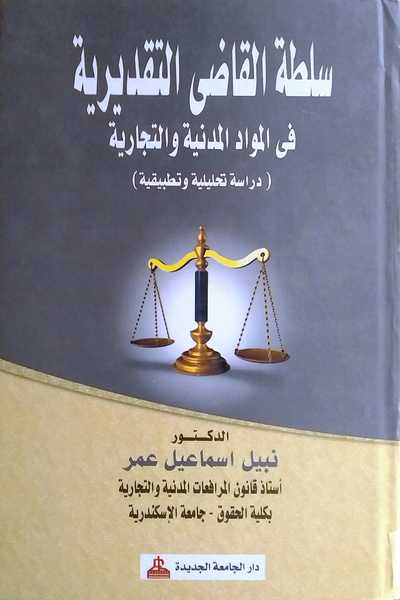 سلطة القاضى التقديرية
فى المواد المدنية والتجارية
( دراسة تحليلية وتطبيقية )
الدكتور
نبيل اسماعيل عمر
أستاذ قانون المرافعات المدنية والتجارية
بكلية الحقوق - جامعة الإسكندرية
دار الجامعة الجديدة